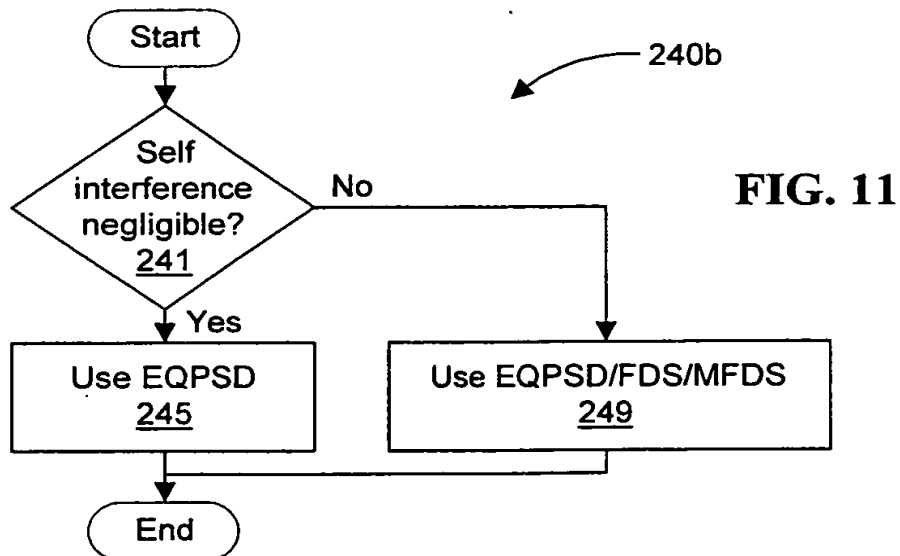 Start
240b
Self
interference
negligible?
241
No
FIG. 11
Yes
Use EQPSD
245
Use EQPSD/FDS/MFDS
249
End